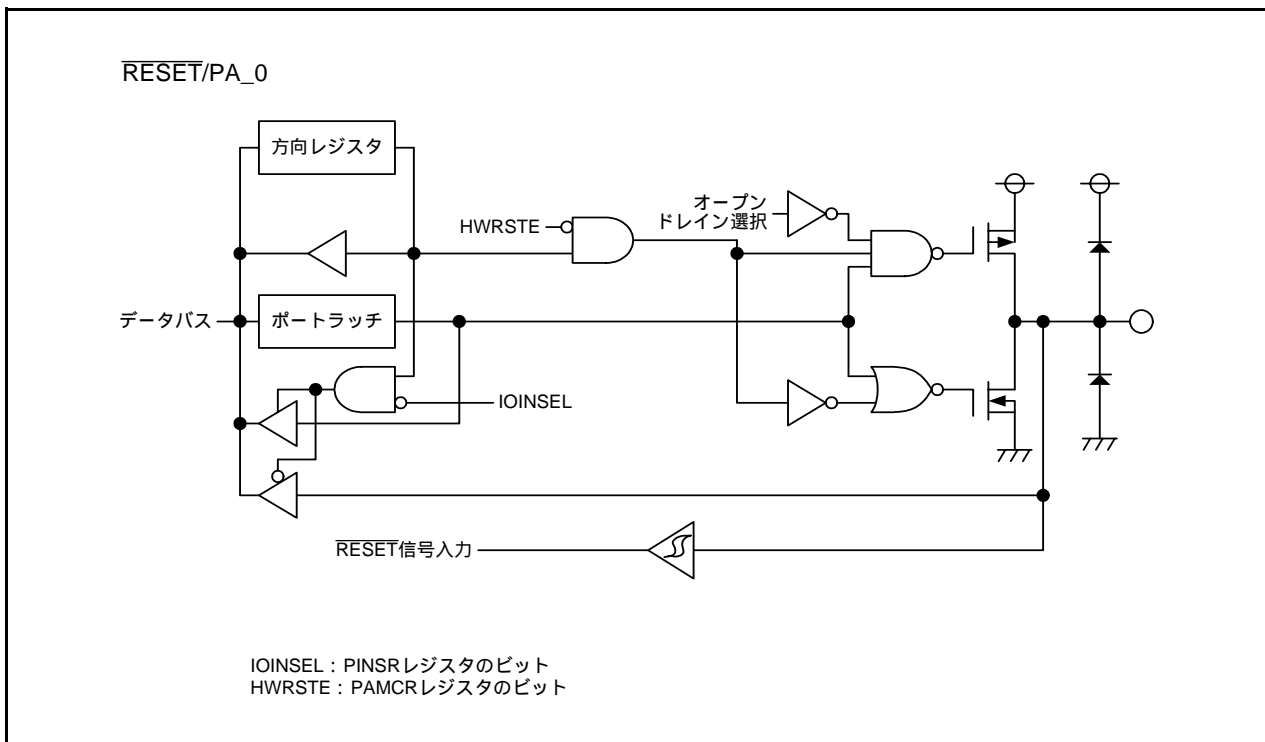 RESET/PA_0
方向レジスタ
オープン
ドレイン選択
HWRSTE
データバス
ポートラッチ
IOINSEL
RESET信号入力
IOINSEL：PINSRレジスタのビット
HWRSTE：PAMCRレジスタのビット